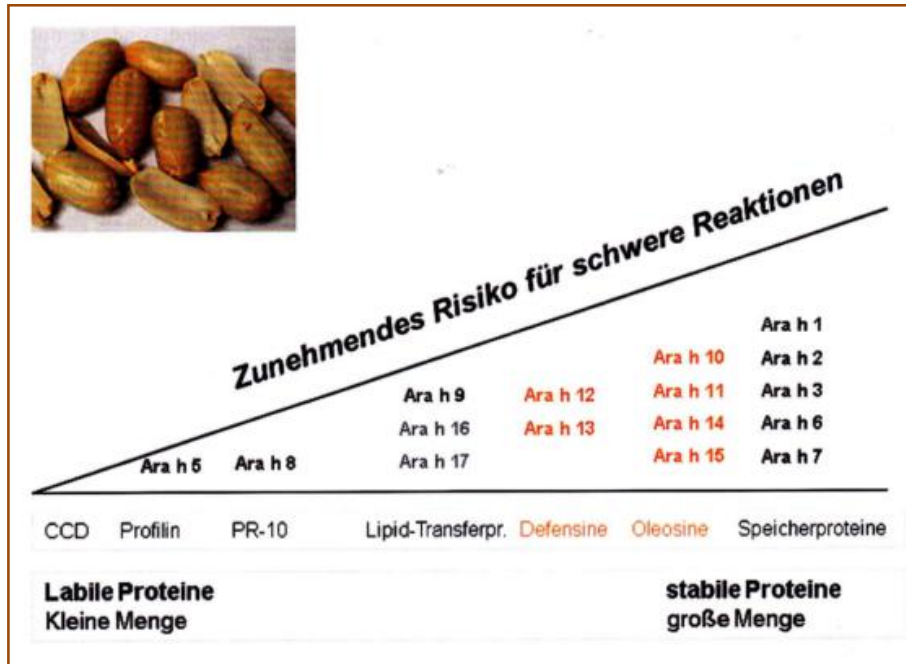 Zunehmendes Risiko für schwere Reaktionen
Ara h 1
Ara h 10 Ara h 2
Ara h 9 Ara h 12 Ara h 11 Ara h 3
Ara h 16 Ara h 13 Ara h 14 Ara h 6
Ara h 5 Ara h 8 Ara h 17 Ara h 15 Ara h 7
CCD Profilin PR-10 Lipid-Transferpr. Defensine Oleosine Speicherproteine
Labile Proteine stabile Proteine
Kleine Menge große Menge